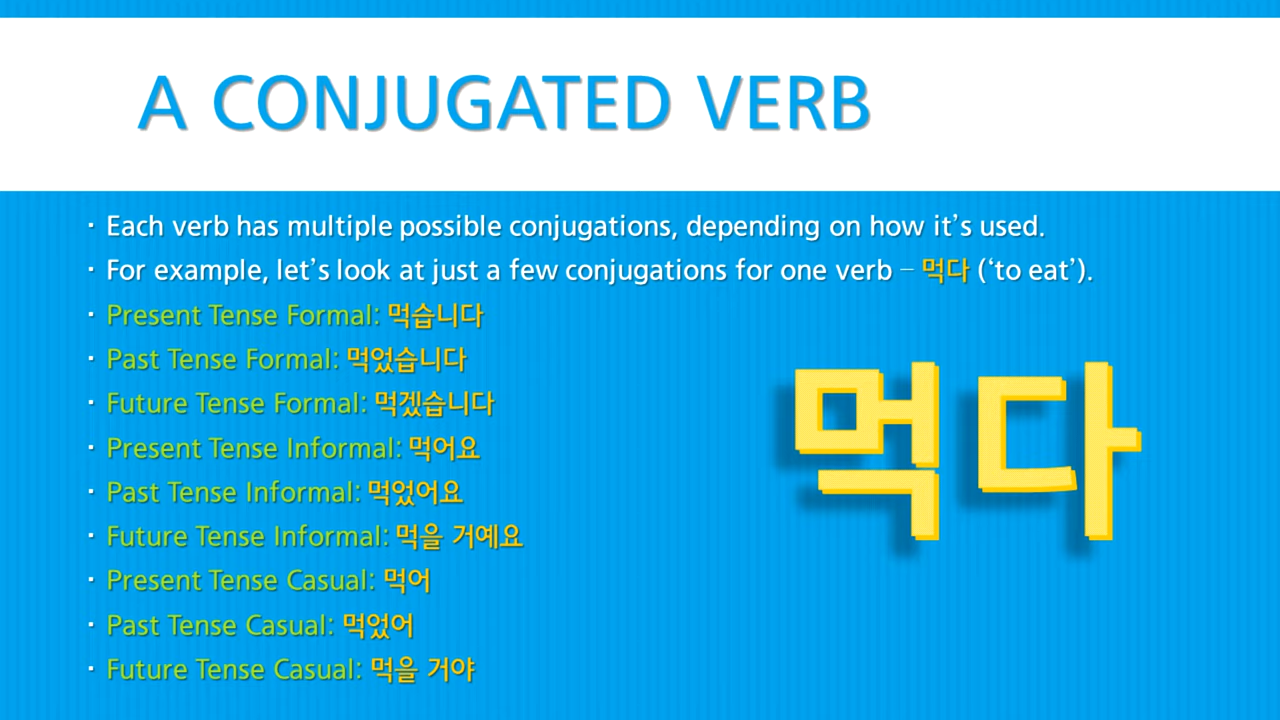 A CONJUGATED VERB
· Each verb has multiple possible conjugations, depending on how it’s used.
· For example, let’s look at just a few conjugations for one verb – 먹다 (‘to eat’).
· Present Tense Formal: 먹습니다
· Past Tense Formal: 먹었습니다
· Future Tense Formal: 먹겠습니다
· Present Tense Informal: 먹어요
· Past Tense Informal: 먹었어요
· Future Tense Informal: 먹을 거예요
· Present Tense Casual: 먹어
· Past Tense Casual: 먹었어
· Future Tense Casual: 먹을 거야
먹다